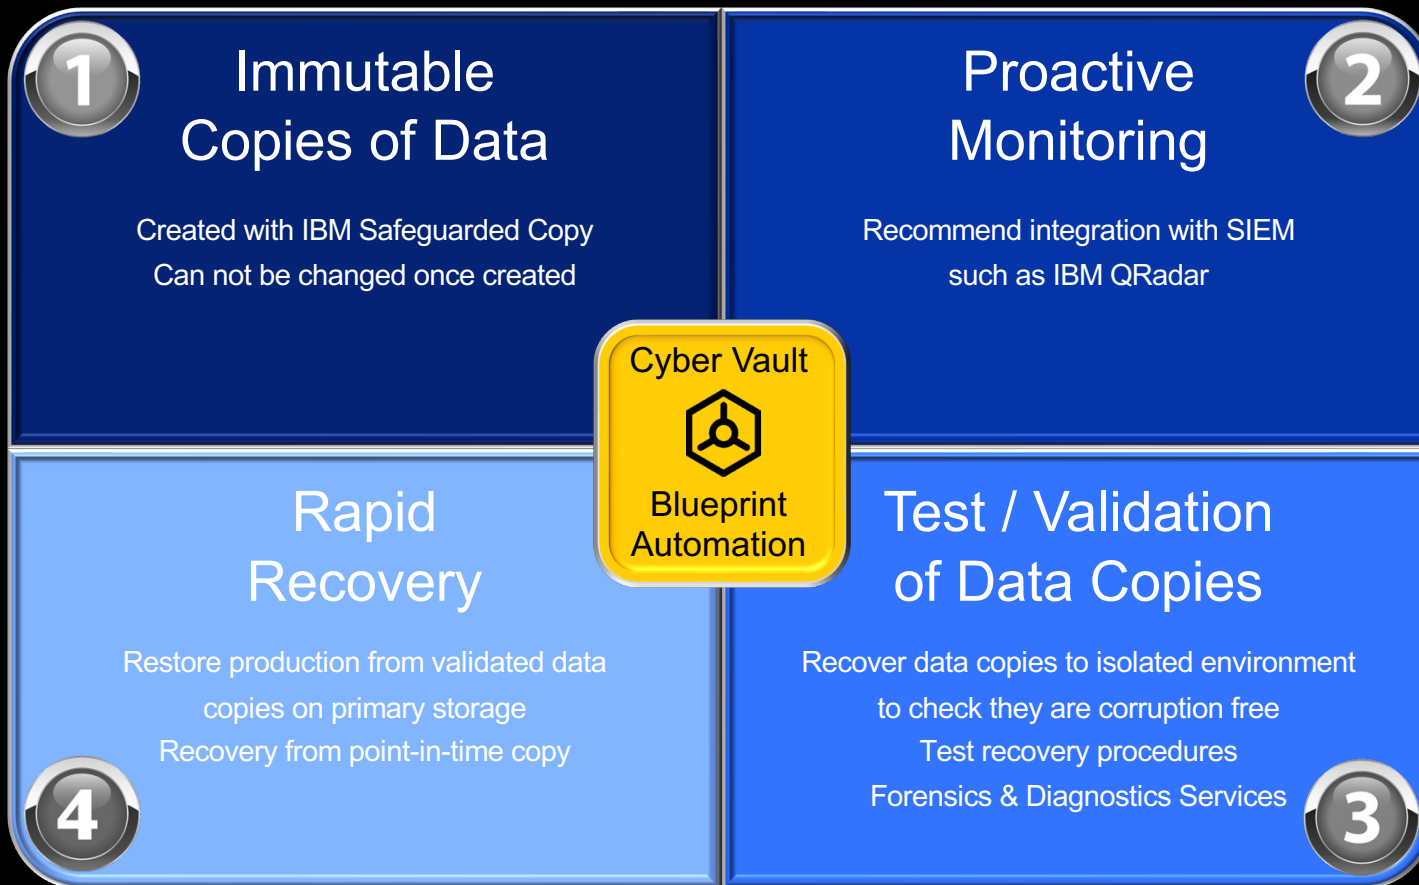 1
Immutable
Copies of Data
Created with IBM Safeguarded Copy
Can not be changed once created
2
Proactive
Monitoring
Recommend integration with SIEM
such as IBM QRadar
Cyber Vault
Blueprint
Automation
Rapid
Recovery
Restore production from validated data
copies on primary storage
Recovery from point-in-time copy
4
Test / Validation
of Data Copies
Recover data copies to isolated environment
to check they are corruption free
Test recovery procedures
Forensics & Diagnostics Services
3